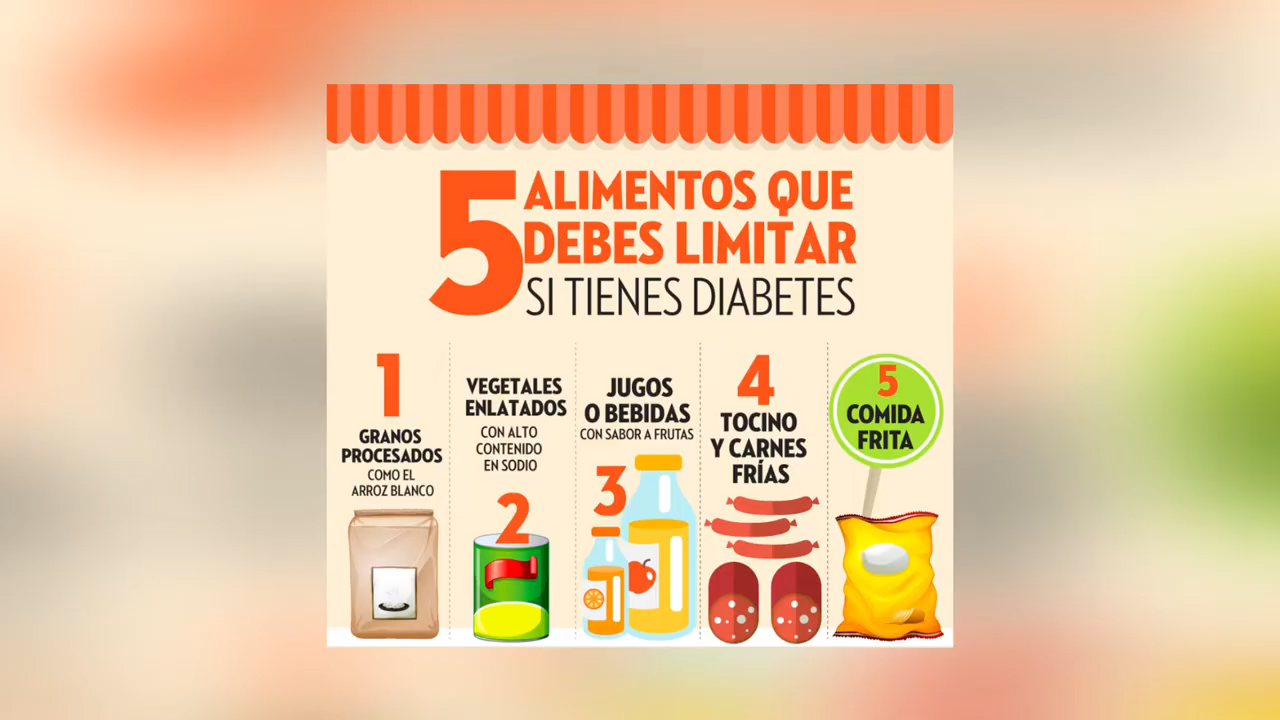 5 ALIMENTOS QUE
DEBES LIMITAR
SI TIENES DIABETES
1
GRANOS
PROCESADOS
COMO EL
ARROZ BLANCO
VEGETALES
ENLATADOS
CON ALTO
CONTENIDO
EN SODIO
2
JUGOS
O BEBIDAS
CON SABOR A FRUTAS
3
4
TOCINO
Y CARNES
FRÍAS
5
COMIDA
FRITA